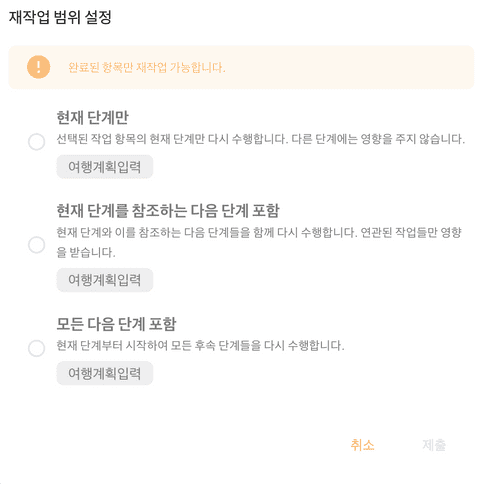 재작업 범위 설정
완료된 항목만 재작업 가능합니다.
현재 단계만
선택된 작업 항목의 현재 단계만 다시 수행합니다. 다른 단계에는 영향을 주지 않습니다.
여행계획입력
현재 단계를 참조하는 다음 단계 포함
현재 단계와 이를 참조하는 다음 단계들을 함께 다시 수행합니다. 연관된 작업들만 영향
을 받습니다.
여행계획입력
모든 다음 단계 포함
현재 단계부터 시작하여 모든 후속 단계들을 다시 수행합니다.
여행계획입력
취소
제출